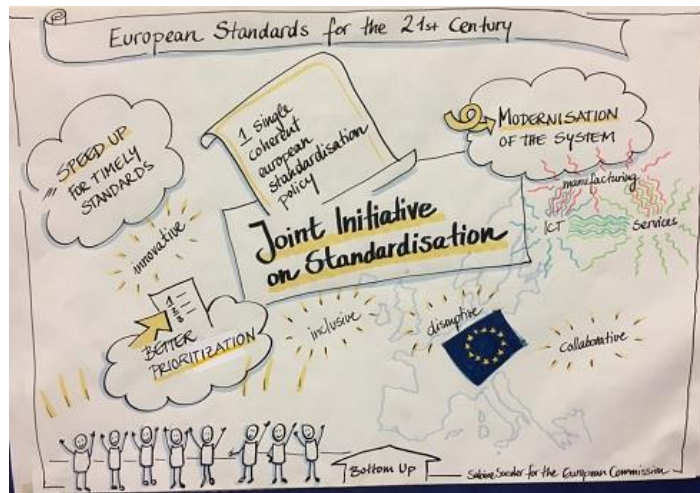 European Standards for the 21st Century
1 single
coherent
european
standardisation
policy
MODERNISATION
OF THE SYSTEM
SPEED UP
FOR TIMELY
STANDARDS
manufacturing
ICT
Services
Joint Initiative
on Standardisation
innovative
1
BETTER
PRIORITIZATION
inclusive
disruptive
collaborative
Bottom Up
Sabine for the European Commission